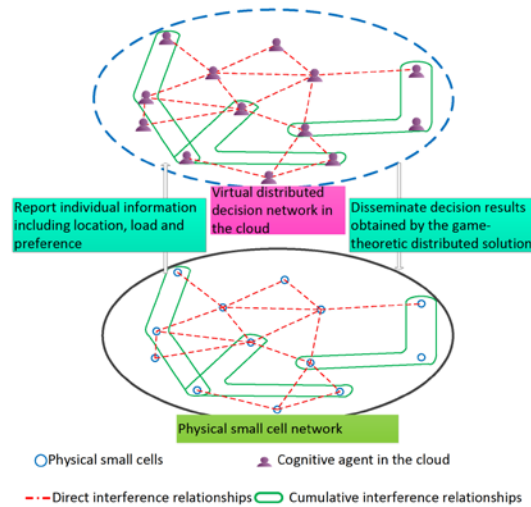 Report individual information
including location, load and
preference
Virtual distributed
decision network in
the cloud
Disseminate decision results
obtained by the game-
theoretic distributed solution
Physical small cell network
Physical small cells
Cognitive agent in the cloud
Direct interference relationships
Cumulative interference relationships